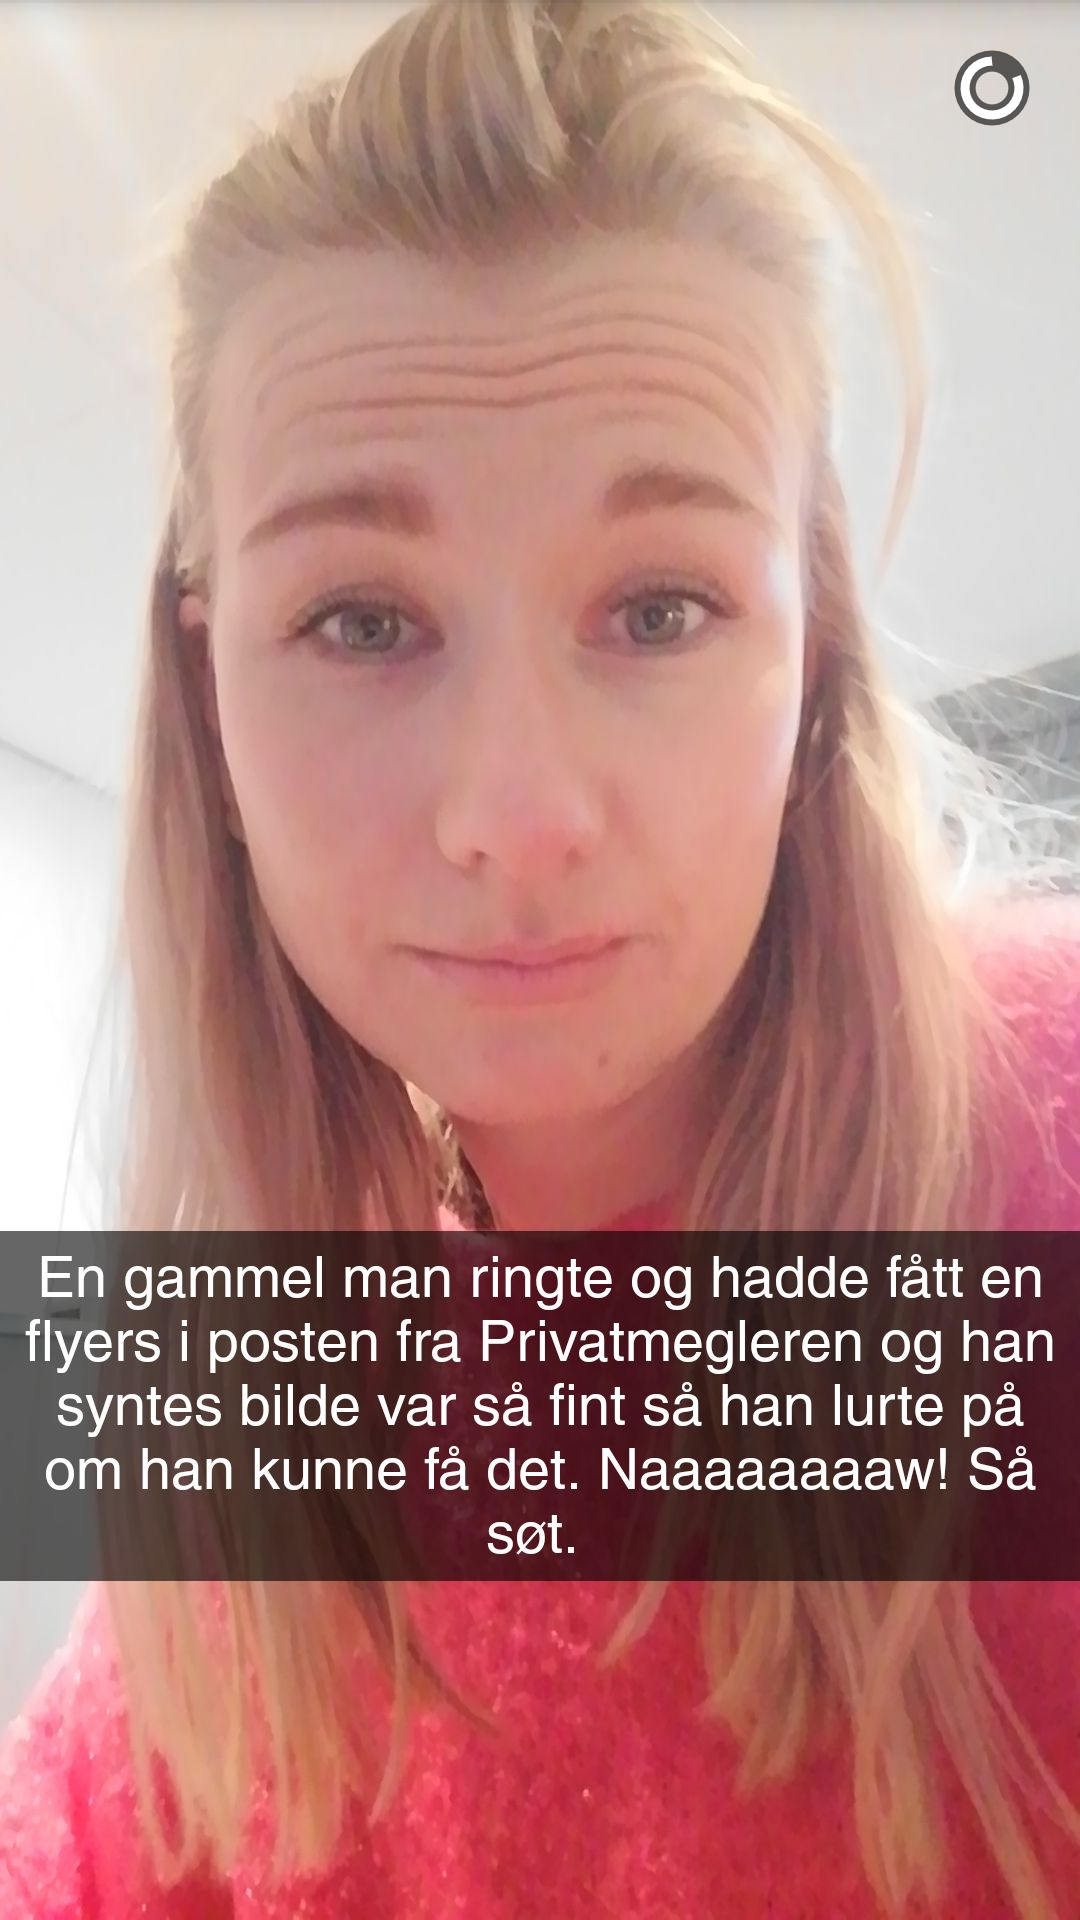 En gammel man ringte og hadde fått en
flyers i posten fra Privatmegleren og han
syntes bilde var så fint så han lurte på
om han kunne få det. Naaaaaaaaw! Så
søt.